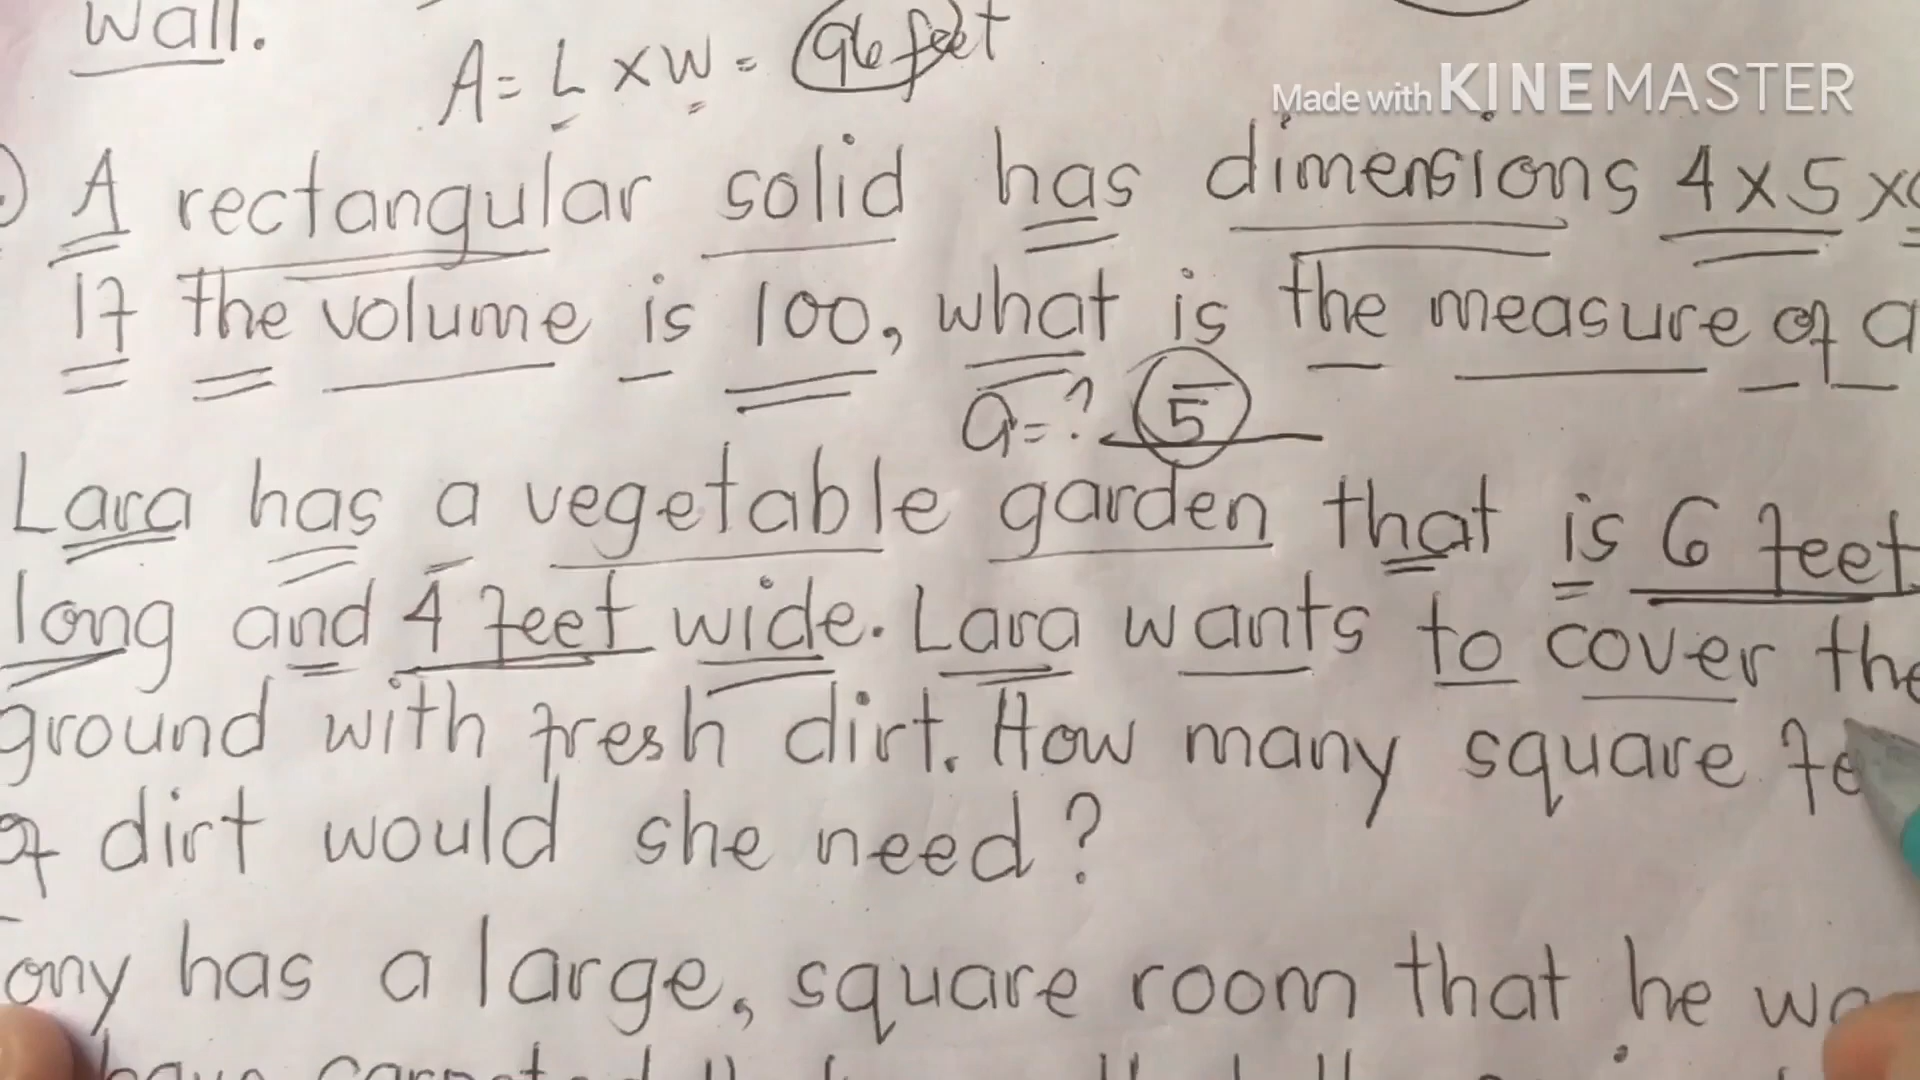 wall.
A = L x W = 96 feet
Made with KINEMASTER
A rectangular solid has dimensions 4 x 5 x
If the volume is 100, what is the measure of a
a = ? 5
Lara has a vegetable garden that is 6 feet
long and 4 feet wide. Lara wants to cover the
ground with fresh dirt. How many square fe
of dirt would she need?
ony has a large, square room that he wa
have carpeted